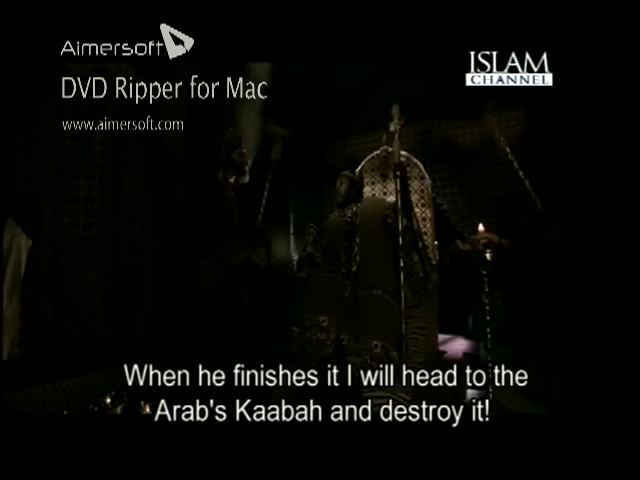 Aimersoft
DVD Ripper for Mac
www.aimersoft.com
ISLAM
CHANNEL
When he finishes it I will head to the
Arab's Kaabah and destroy it!